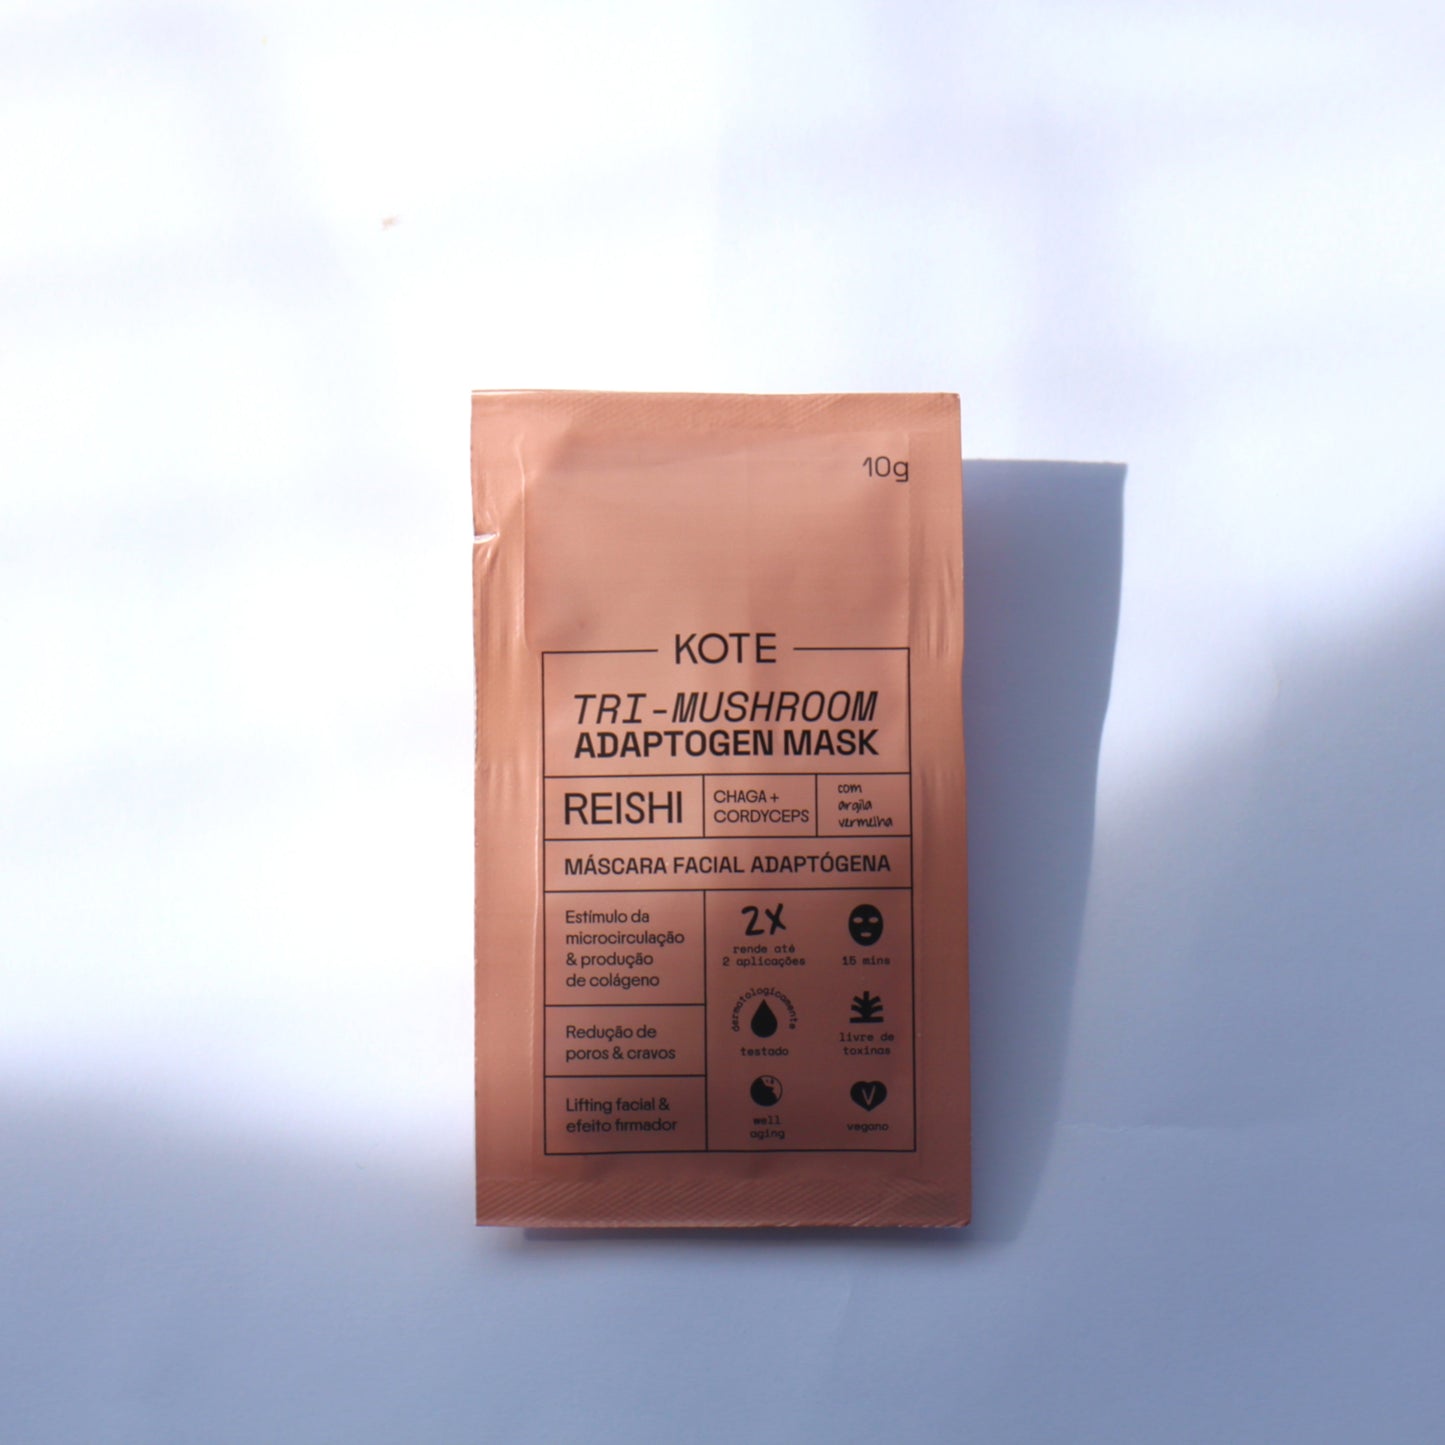 10g
KOTE
TRI-MUSHROOM
ADAPTOGEN MASK
REISHI
CHAGA +
CORDYCEPS
com
argila
vermelha
MÁSCARA FACIAL ADAPTÓGENA
Estímulo da
microcirculação
& produção
de colágeno
Redução de
poros & cravos
Lifting facial &
efeito firmador
2X
rende até
2 aplicações
15 mins
dermatologicamente
testado
livre de
toxinas
well
aging
V
vegano